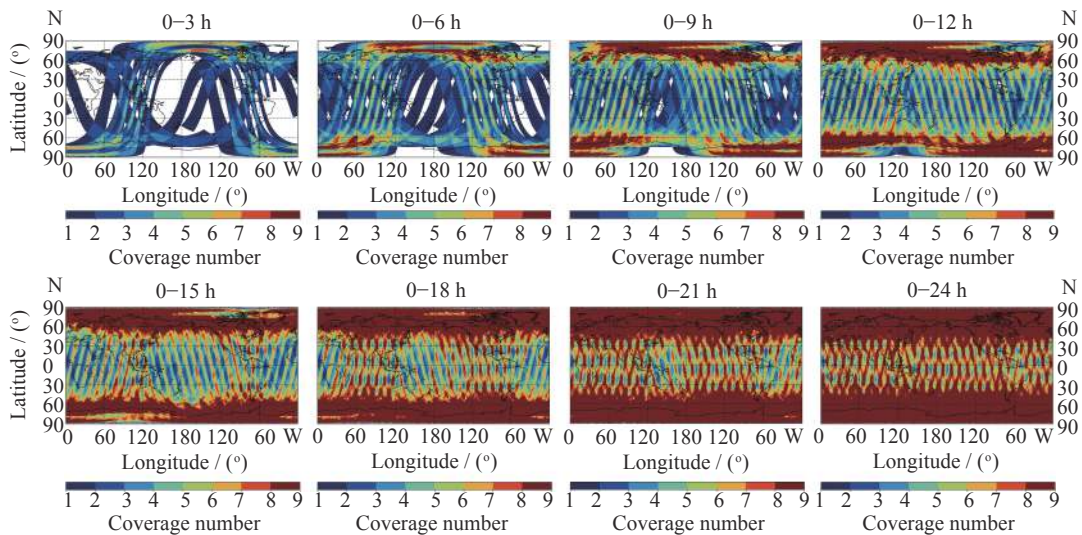 N 0−3 h 0−6 h 0−9 h 0−12 h N
Latitude / (°)
90 90
60 60
30 30
0 0
30 30
60 60
90 90
0 60 120 180 120 60 W 0 60 120 180 120 60 W 0 60 120 180 120 60 W 0 60 120 180 120 60 W
Longitude / (°) Longitude / (°) Longitude / (°) Longitude / (°)
1 2 3 4 5 6 7 8 9 1 2 3 4 5 6 7 8 9 1 2 3 4 5 6 7 8 9 1 2 3 4 5 6 7 8 9
Coverage number Coverage number Coverage number Coverage number
N 0−15 h 0−18 h 0−21 h 0−24 h N
Latitude / (°)
90 90
60 60
30 30
0 0
30 30
60 60
90 90
0 60 120 180 120 60 W 0 60 120 180 120 60 W 0 60 120 180 120 60 W 0 60 120 180 120 60 W
Longitude / (°) Longitude / (°) Longitude / (°) Longitude / (°)
1 2 3 4 5 6 7 8 9 1 2 3 4 5 6 7 8 9 1 2 3 4 5 6 7 8 9 1 2 3 4 5 6 7 8 9
Coverage number Coverage number Coverage number Coverage number